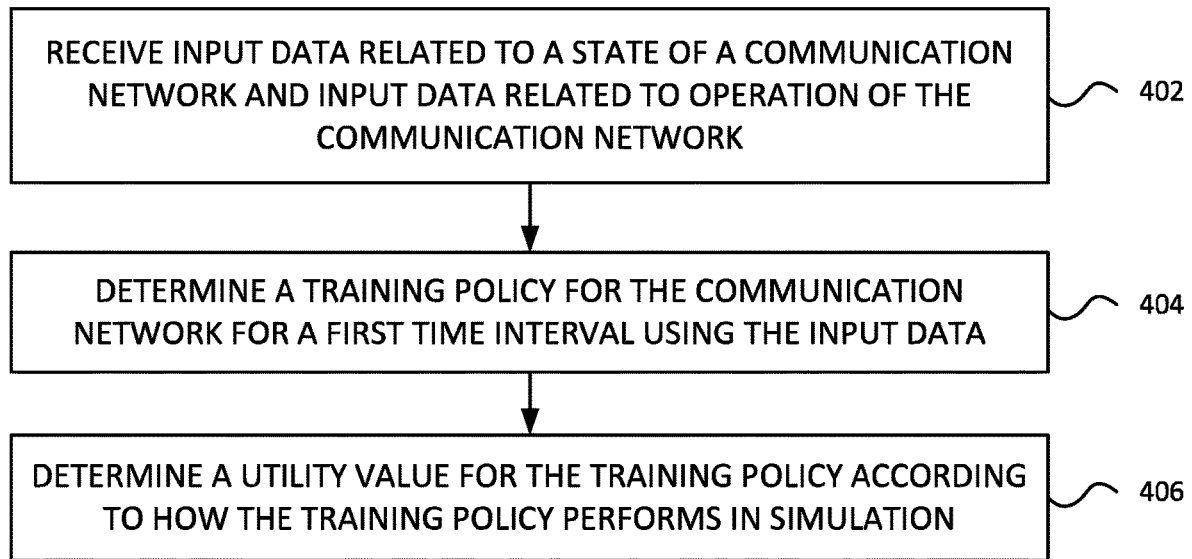 RECEIVE INPUT DATA RELATED TO A STATE OF A COMMUNICATION
NETWORK AND INPUT DATA RELATED TO OPERATION OF THE
COMMUNICATION NETWORK
402
DETERMINE A TRAINING POLICY FOR THE COMMUNICATION
NETWORK FOR A FIRST TIME INTERVAL USING THE INPUT DATA
404
DETERMINE A UTILITY VALUE FOR THE TRAINING POLICY ACCORDING
TO HOW THE TRAINING POLICY PERFORMS IN SIMULATION
406